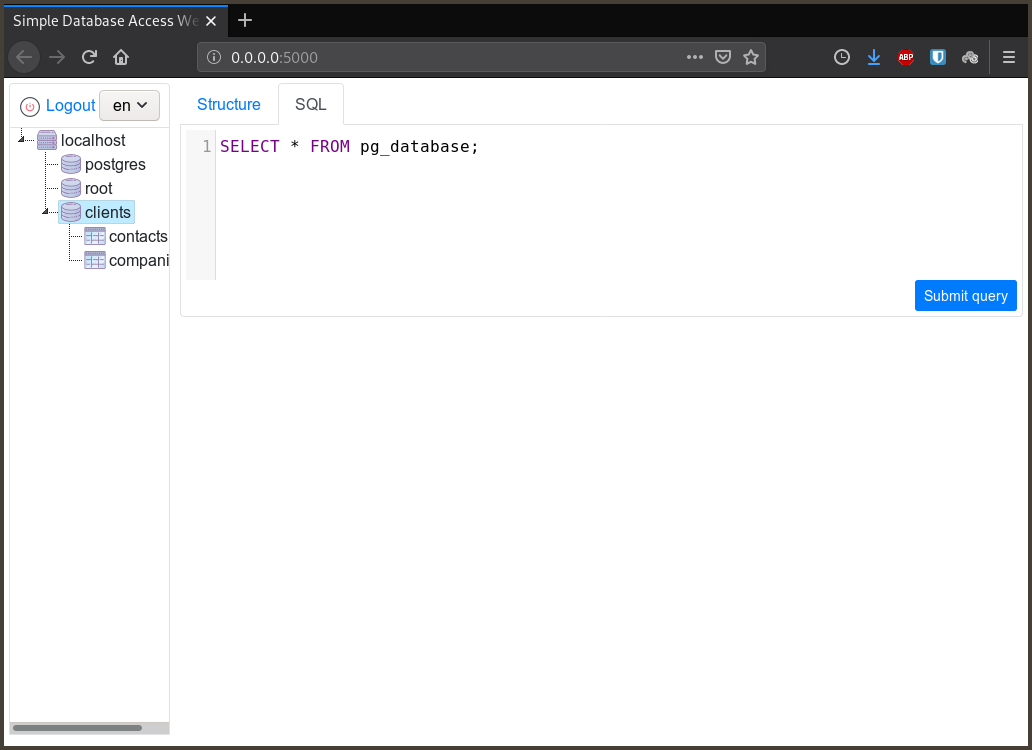 Simple Database Access We
0.0.0.0:5000
ABP
Logout
en
Structure
SQL
localhost
postgres
root
clients
contacts
compani
1 SELECT * FROM pg_database;
Submit query